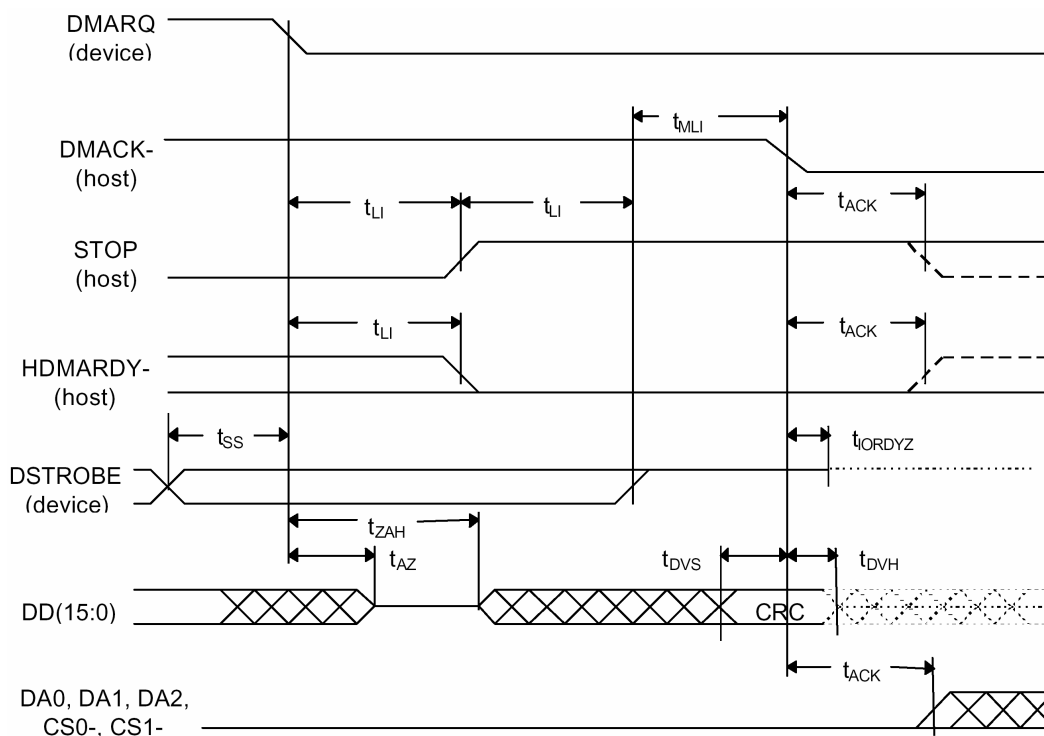 DMARQ
(device)
tMLI
DMACK-
(host)
tLI
tLI
tACK
STOP
(host)
tLI
tACK
HDMARDY-
(host)
tSS
tIORDYZ
DSTROBE
(device)
tZAH
tAZ
tDVS
tDVH
DD(15:0)
CRC
tACK
DA0, DA1, DA2,
CS0-, CS1-